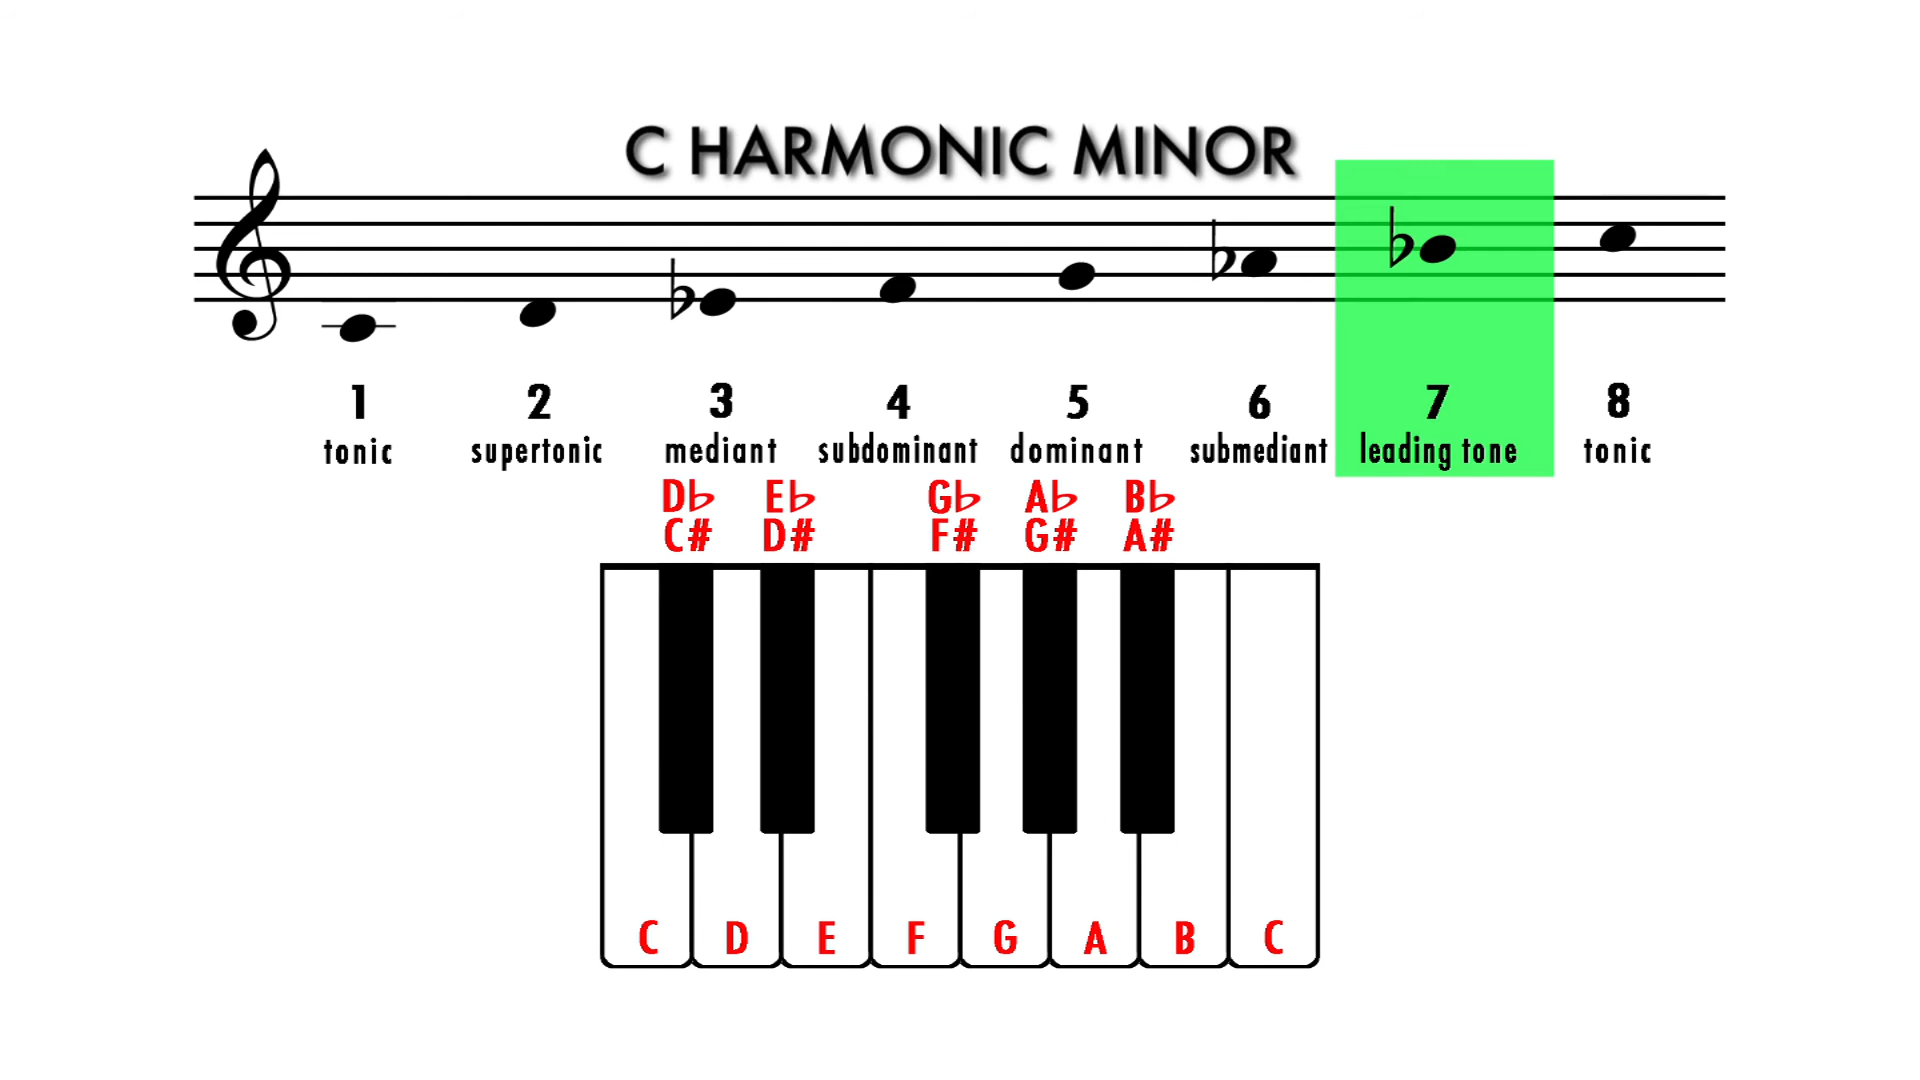 C HARMONIC MINOR
1 2 3 4 5 6 7 8
tonic supertonic mediant subdominant dominant submediant leading tone tonic
D♭ E♭ G♭ A♭ B♭
C# D# F# G# A#
C D E F G A B C